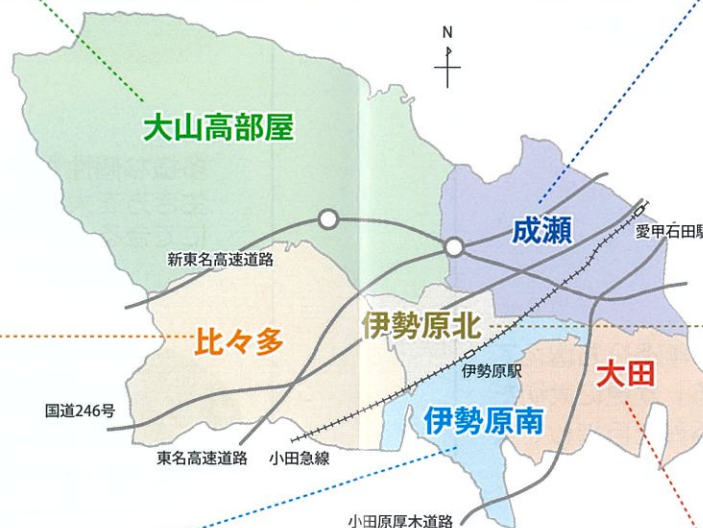 N
大山高部屋
成瀬
愛甲石田駅
新東名高速道路
伊勢原北
比々多
伊勢原駅
大田
国道246号
伊勢原南
東名高速道路
小田急線
小田原厚木道路